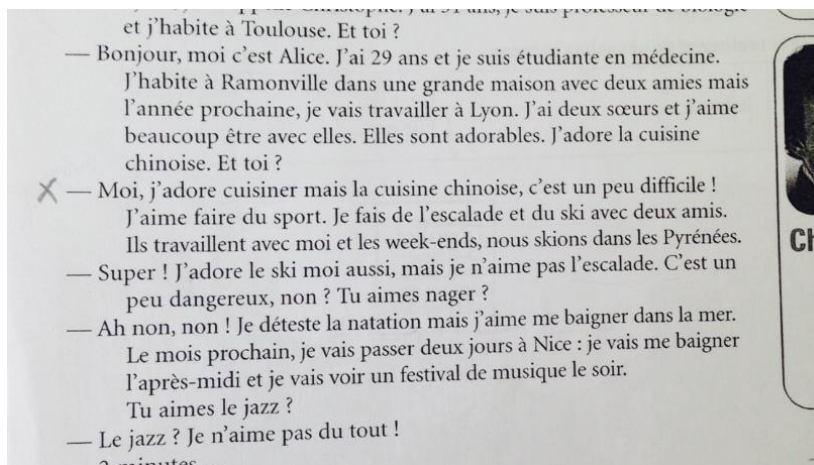 et j'habite à Toulouse. Et toi ?
— Bonjour, moi c'est Alice. J'ai 29 ans et je suis étudiante en médecine.
J'habite à Ramonville dans une grande maison avec deux amies mais
l'année prochaine, je vais travailler à Lyon. J'ai deux sœurs et j'aime
beaucoup être avec elles. Elles sont adorables. J'adore la cuisine
chinoise. Et toi ?
X — Moi, j'adore cuisiner mais la cuisine chinoise, c'est un peu difficile !
J'aime faire du sport. Je fais de l'escalade et du ski avec deux amis.
Ils travaillent avec moi et les week-ends, nous skions dans les Pyrénées.
— Super ! J'adore le ski moi aussi, mais je n'aime pas l'escalade. C'est un
peu dangereux, non ? Tu aimes nager ?
— Ah non, non ! Je déteste la natation mais j'aime me baigner dans la mer.
Le mois prochain, je vais passer deux jours à Nice : je vais me baigner
l'après-midi et je vais voir un festival de musique le soir.
Tu aimes le jazz ?
— Le jazz ? Je n'aime pas du tout !